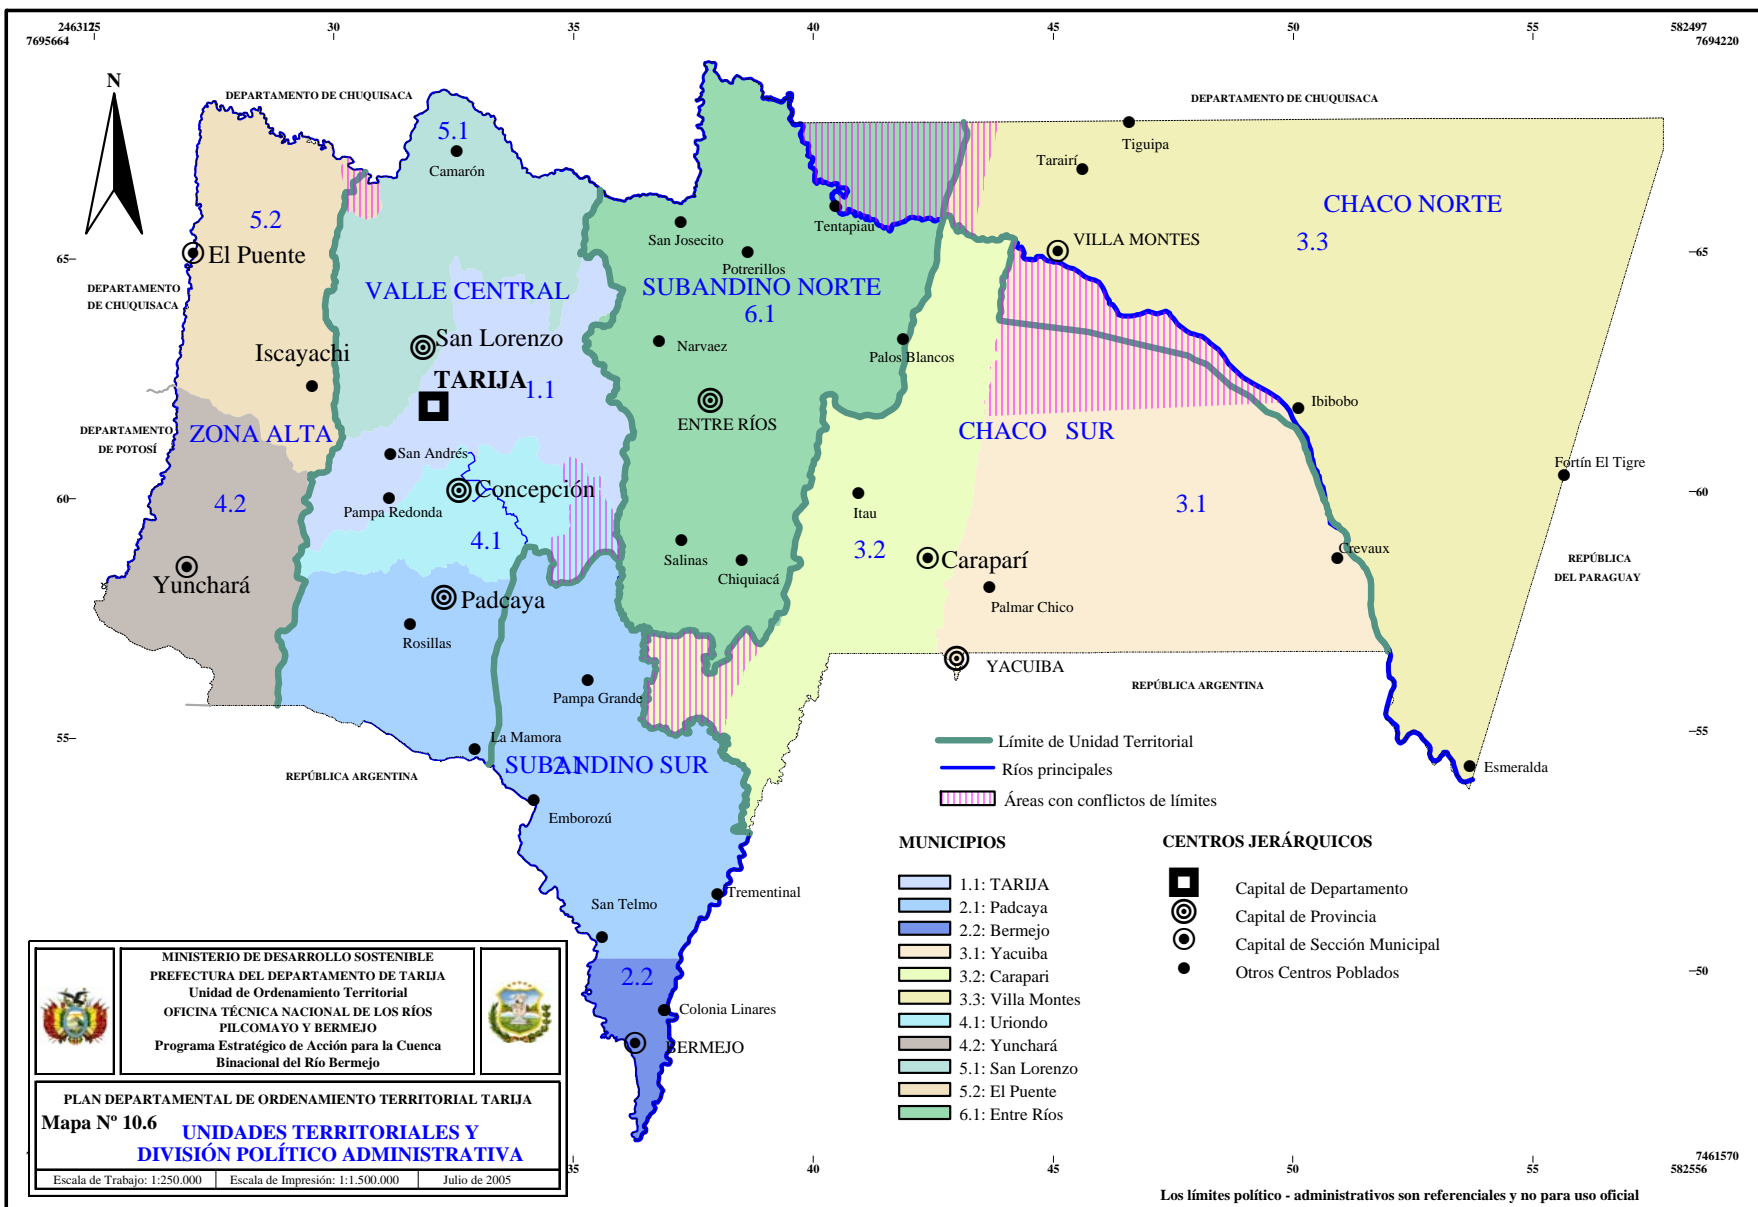 246317
25
30
35
40
45
50
55
582497
7695664
7694220
N
DEPARTAMENTO DE CHUQUISACA
DEPARTAMENTO DE CHUQUISACA
5.1
Camarón
Tiguipa
Tarairí
5.2
CHACO NORTE
3.3
El Puente
San Josecito
Tentapiau
VILLA MONTES
Potrerillos
65
65
DEPARTAMENTO
DE CHUQUISACA
VALLE CENTRAL
SUBANDINO NORTE
6.1
San Lorenzo
Iscayachi
Narvaez
Palos Blancos
TARIJA
1.1
Ibibobo
ENTRE RÍOS
DEPARTAMENTO
DE POTOSÍ
ZONA ALTA
CHACO SUR
San Andrés
Fortín El Tigre
60
60
4.2
Concepción
Pampa Redonda
Itau
3.1
4.1
3.2
Salinas
Chiquiacá
Caraparí
Crevaux
REPÚBLICA
DEL PARAGUAY
Yunchará
Padcaya
Palmar Chico
Rosillas
YACUIBA
REPÚBLICA ARGENTINA
Pampa Grande
55
55
La Mamora
SUBANDINO SUR
2.1
REPÚBLICA ARGENTINA
Esmeralda
Emborozú
Límite de Unidad Territorial
Ríos principales
Áreas con conflictos de límites
MUNICIPIOS
1.1: TARIJA
2.1: Padcaya
2.2: Bermejo
3.1: Yacuiba
3.2: Carapari
3.3: Villa Montes
4.1: Uriondo
4.2: Yunchará
5.1: San Lorenzo
5.2: El Puente
6.1: Entre Ríos
CENTROS JERÁRQUICOS
Capital de Departamento
Capital de Provincia
Capital de Sección Municipal
Otros Centros Poblados
Trementinal
San Telmo
2.2
Colonia Linares
BERMEJO
50
MINISTERIO DE DESARROLLO SOSTENIBLE
PREFECTURA DEL DEPARTAMENTO DE TARIJA
Unidad de Ordenamiento Territorial
OFICINA TÉCNICA NACIONAL DE LOS RÍOS
PILCOMAYO Y BERMEJO
Programa Estratégico de Acción para la Cuenca
Binacional del Río Bermejo
PLAN DEPARTAMENTAL DE ORDENAMIENTO TERRITORIAL TARIJA
Mapa Nº 10.6
UNIDADES TERRITORIALES Y
DIVISIÓN POLÍTICO ADMINISTRATIVA
Escala de Trabajo: 1:250.000
Escala de Impresión: 1:1.500.000
Julio de 2005
35
40
45
50
55
7461570
582556
Los límites político - administrativos son referenciales y no para uso oficial